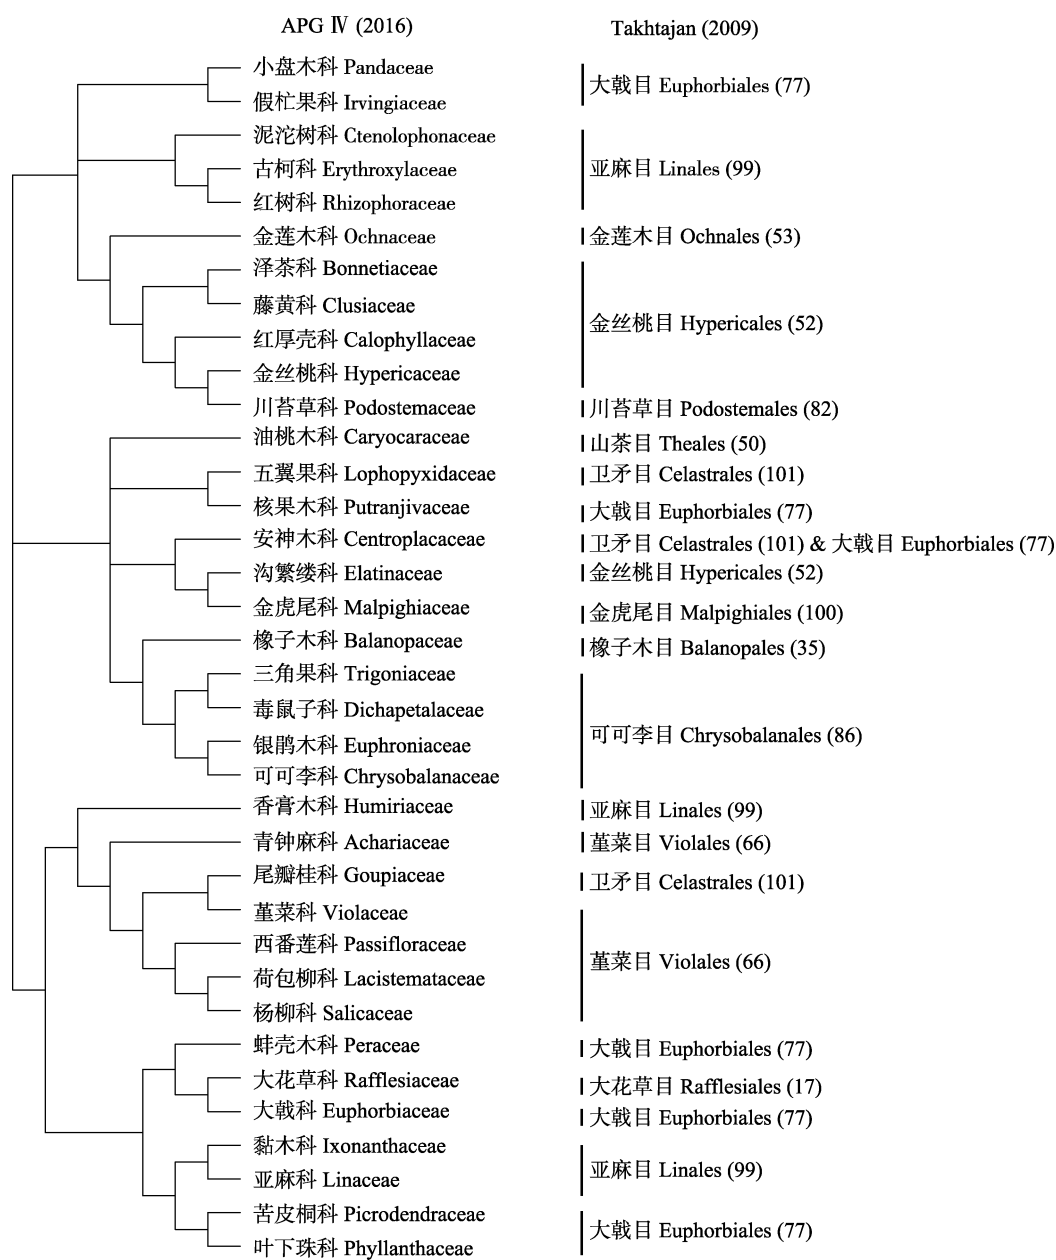 APG Ⅳ (2016) Takhtajan (2009)
小盘木科 Pandaceae
大戟目 Euphorbiales (77)
假杧果科 Irvingiaceae
泥沱树科 Ctenolophonaceae
古柯科 Erythroxylaceae 亚麻目 Linales (99)
红树科 Rhizophoraceae
金莲木科 Ochnaceae 金莲木目 Ochnales (53)
泽茶科 Bonnetiaceae
藤黄科 Clusiaceae
金丝桃目 Hypericales (52)
红厚壳科 Calophyllaceae
金丝桃科 Hypericaceae
川苔草科 Podostemaceae 川苔草目 Podostemales (82)
油桃木科 Caryocaraceae 山茶目 Theales (50)
五翼果科 Lophopyxidaceae 卫矛目 Celastrales (101)
核果木科 Putranjivaceae 大戟目 Euphorbiales (77)
安神木科 Centroplacaceae 卫矛目 Celastrales (101) & 大戟目 Euphorbiales (77)
沟繁缕科 Elatinaceae 金丝桃目 Hypericales (52)
金虎尾科 Malpighiaceae 金虎尾目 Malpighiales (100)
橡子木科 Balanopaceae 橡子木目 Balanopales (35)
三角果科 Trigoniaceae
毒鼠子科 Dichapetalaceae
可可李目 Chrysobalanales (86)
银鹃木科 Euphroniaceae
可可李科 Chrysobalanaceae
香膏木科 Humiriaceae 亚麻目 Linales (99)
青钟麻科 Achariaceae 堇菜目 Violales (66)
尾瓣桂科 Goupiaceae 卫矛目 Celastrales (101)
堇菜科 Violaceae
西番莲科 Passifloraceae
堇菜目 Violales (66)
荷包柳科 Lacistemataceae
杨柳科 Salicaceae
蚌壳木科 Peraceae 大戟目 Euphorbiales (77)
大花草科 Rafflesiaceae 大花草目 Rafflesiales (17)
大戟科 Euphorbiaceae 大戟目 Euphorbiales (77)
黏木科 Ixonanthaceae
亚麻目 Linales (99)
亚麻科 Linaceae
苦皮桐科 Picrodendraceae
大戟目 Euphorbiales (77)
叶下珠科 Phyllanthaceae